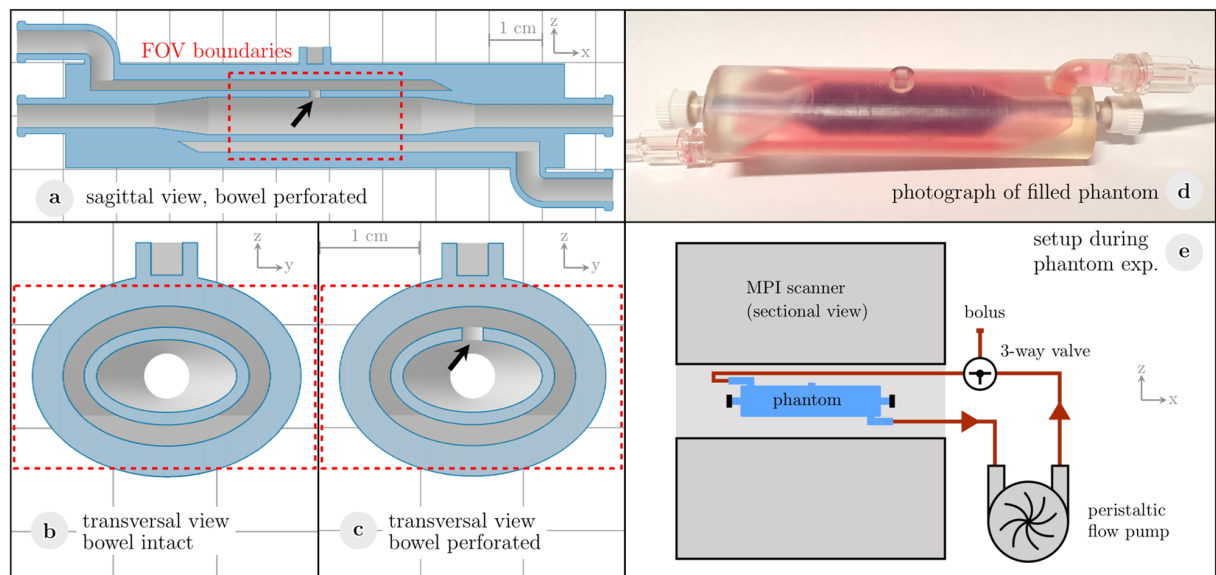 FOV boundaries
1 cm
z
x
a sagittal view, bowel perforated
photograph of filled phantom d
z
y
b transversal view
bowel intact
1 cm
z
y
c transversal view
bowel perforated
setup during
phantom exp. e
MPI scanner
(sectional view)
bolus
3-way valve
phantom
z
x
peristaltic
flow pump